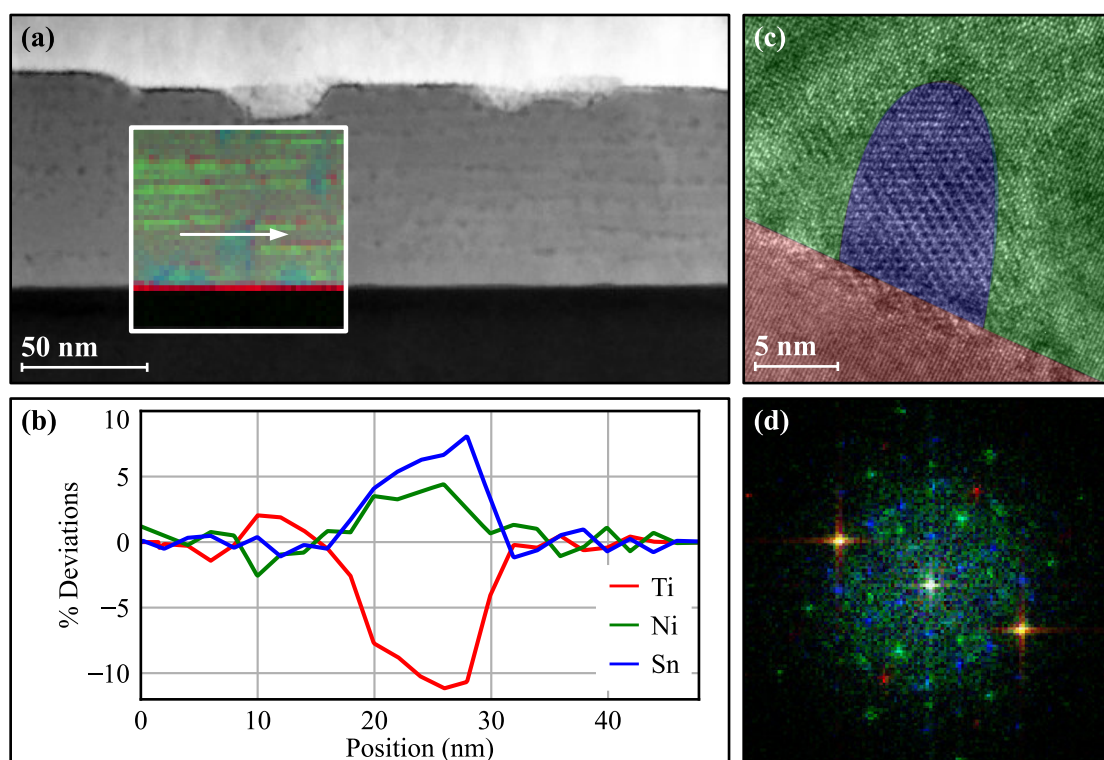 (a)
50 nm
(b)
10
5
0
−5
−10
% Deviations
Ti
Ni
Sn
0 10 20 30 40
Position (nm)
(c)
5 nm
(d)